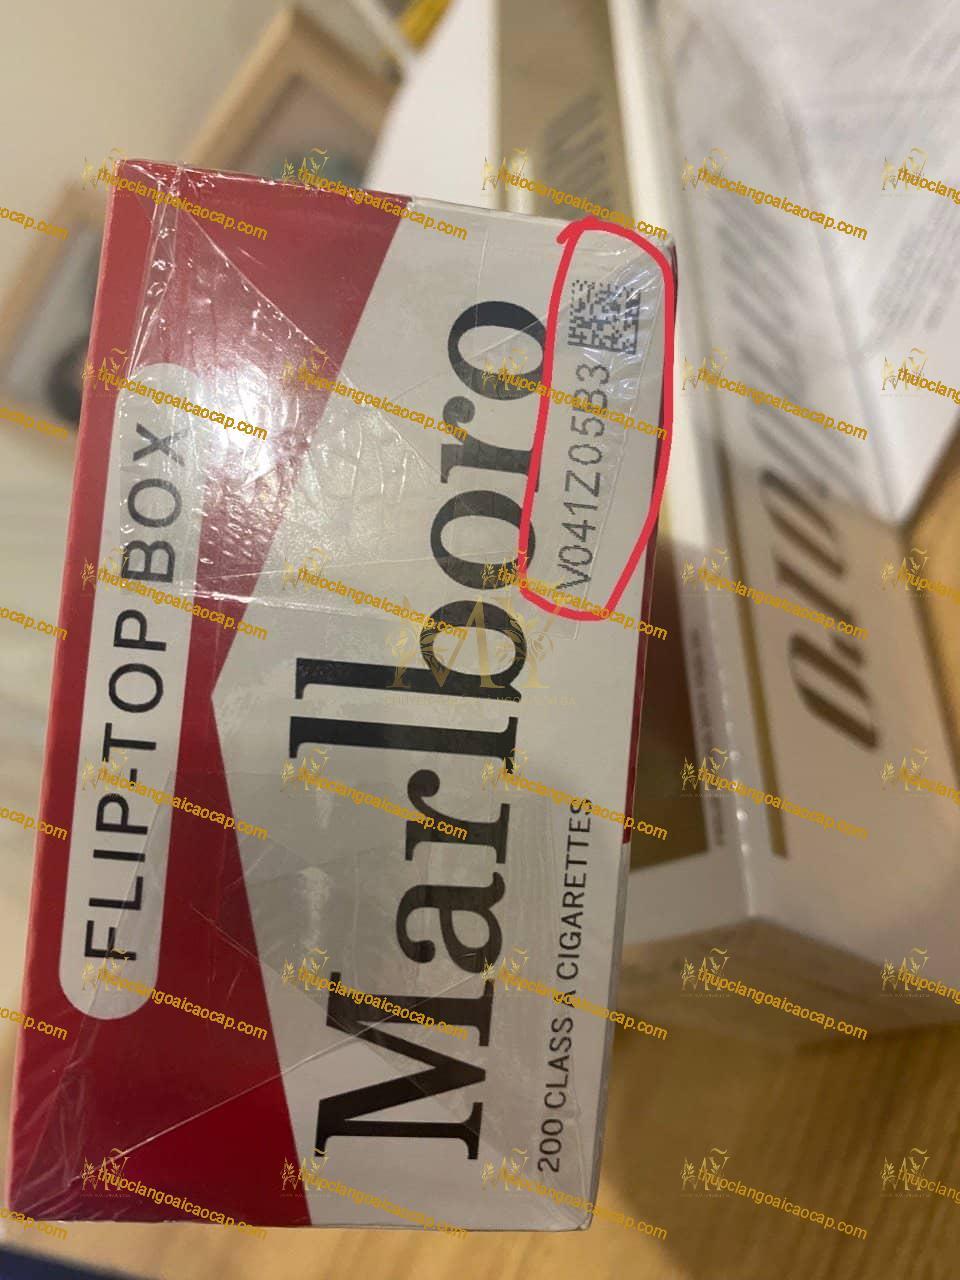 FLIP-TOP BOX
Marlboro
V041Z05B3
200 CLASS A CIGARETTES
thuoclangoaicaocap.com